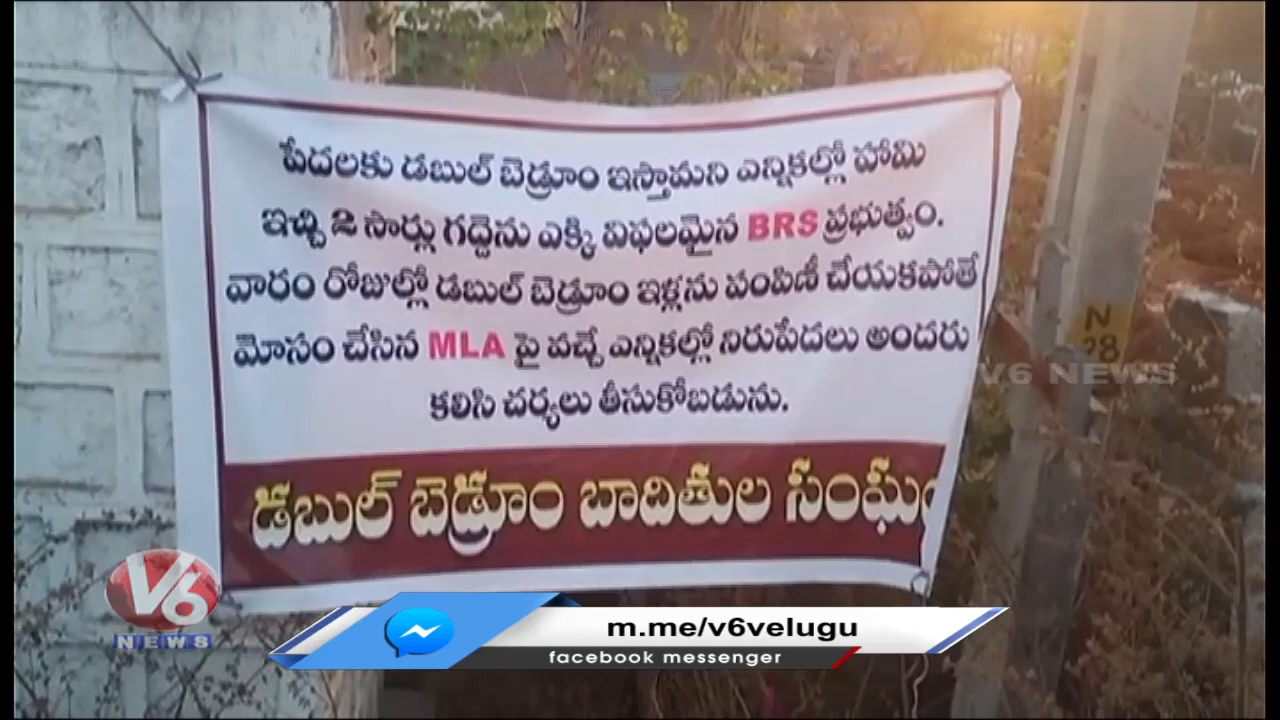 పేదలకు డబుల్ బెడ్రూం ఇస్తామని ఎన్నికల్లో హామి
ఇచ్చి 2 సార్లు గద్దెను ఎక్కి విఫలమైన BRS ప్రభుత్వం.
వారం రోజుల్లో డబుల్ బెడ్రూం ఇళ్లను పంపిణీ చేయకపోతే
మోసం చేసిన MLA పై వచ్చే ఎన్నికల్లో నిరుపేదలు అందరు
కలిసి చర్యలు తీసుకోబడును.
డబుల్ బెడ్రూం బాదితుల సంఘం
N
28
V6 NEWS
V6
NEWS
m.me/v6velugu
facebook messenger